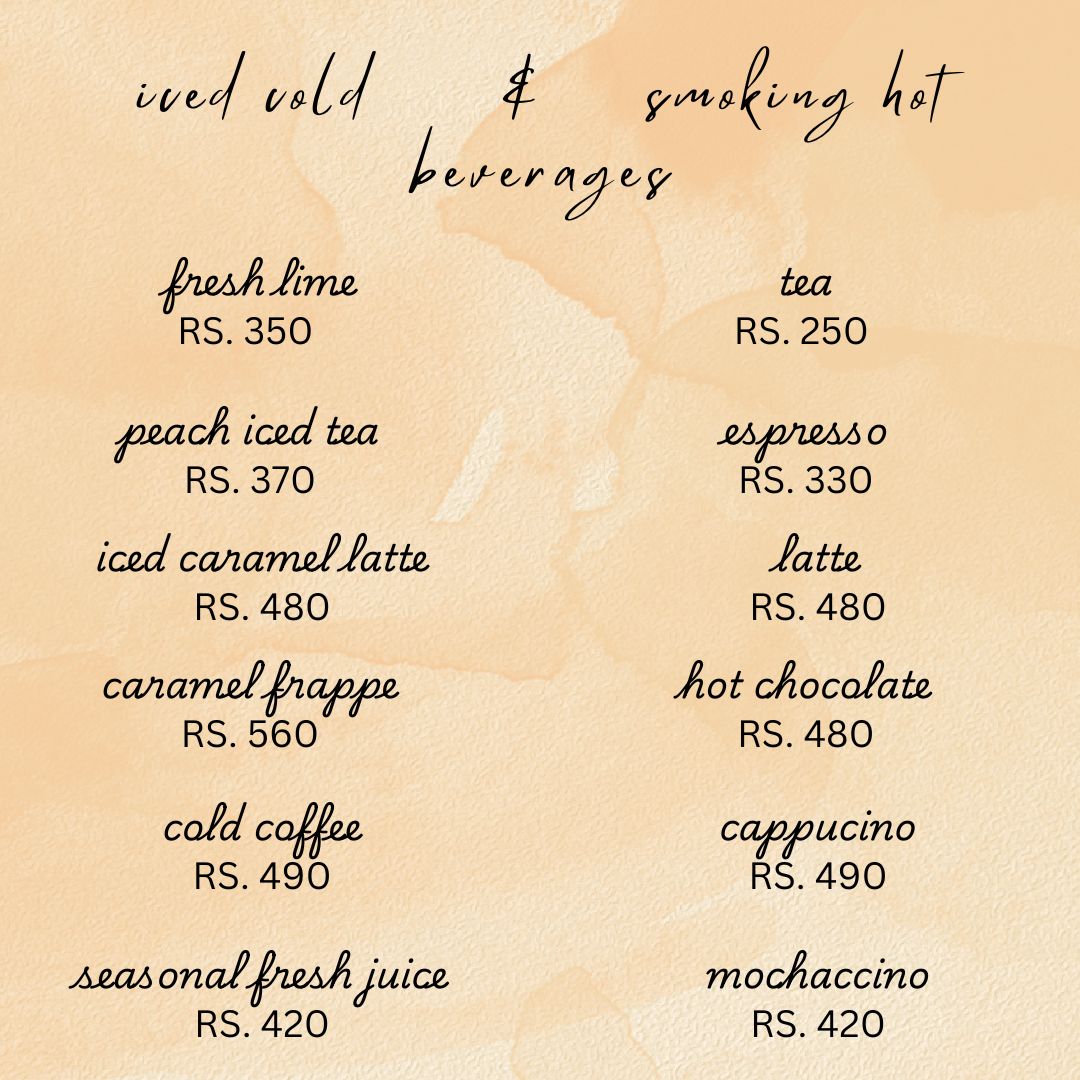 iced cold & smoking hot
beverages
fresh lime
RS. 350
peach iced tea
RS. 370
iced caramel latte
RS. 480
caramel frappe
RS. 560
cold coffee
RS. 490
seasonal fresh juice
RS. 420
tea
RS. 250
espresso
RS. 330
latte
RS. 480
hot chocolate
RS. 480
cappucino
RS. 490
mochaccino
RS. 420